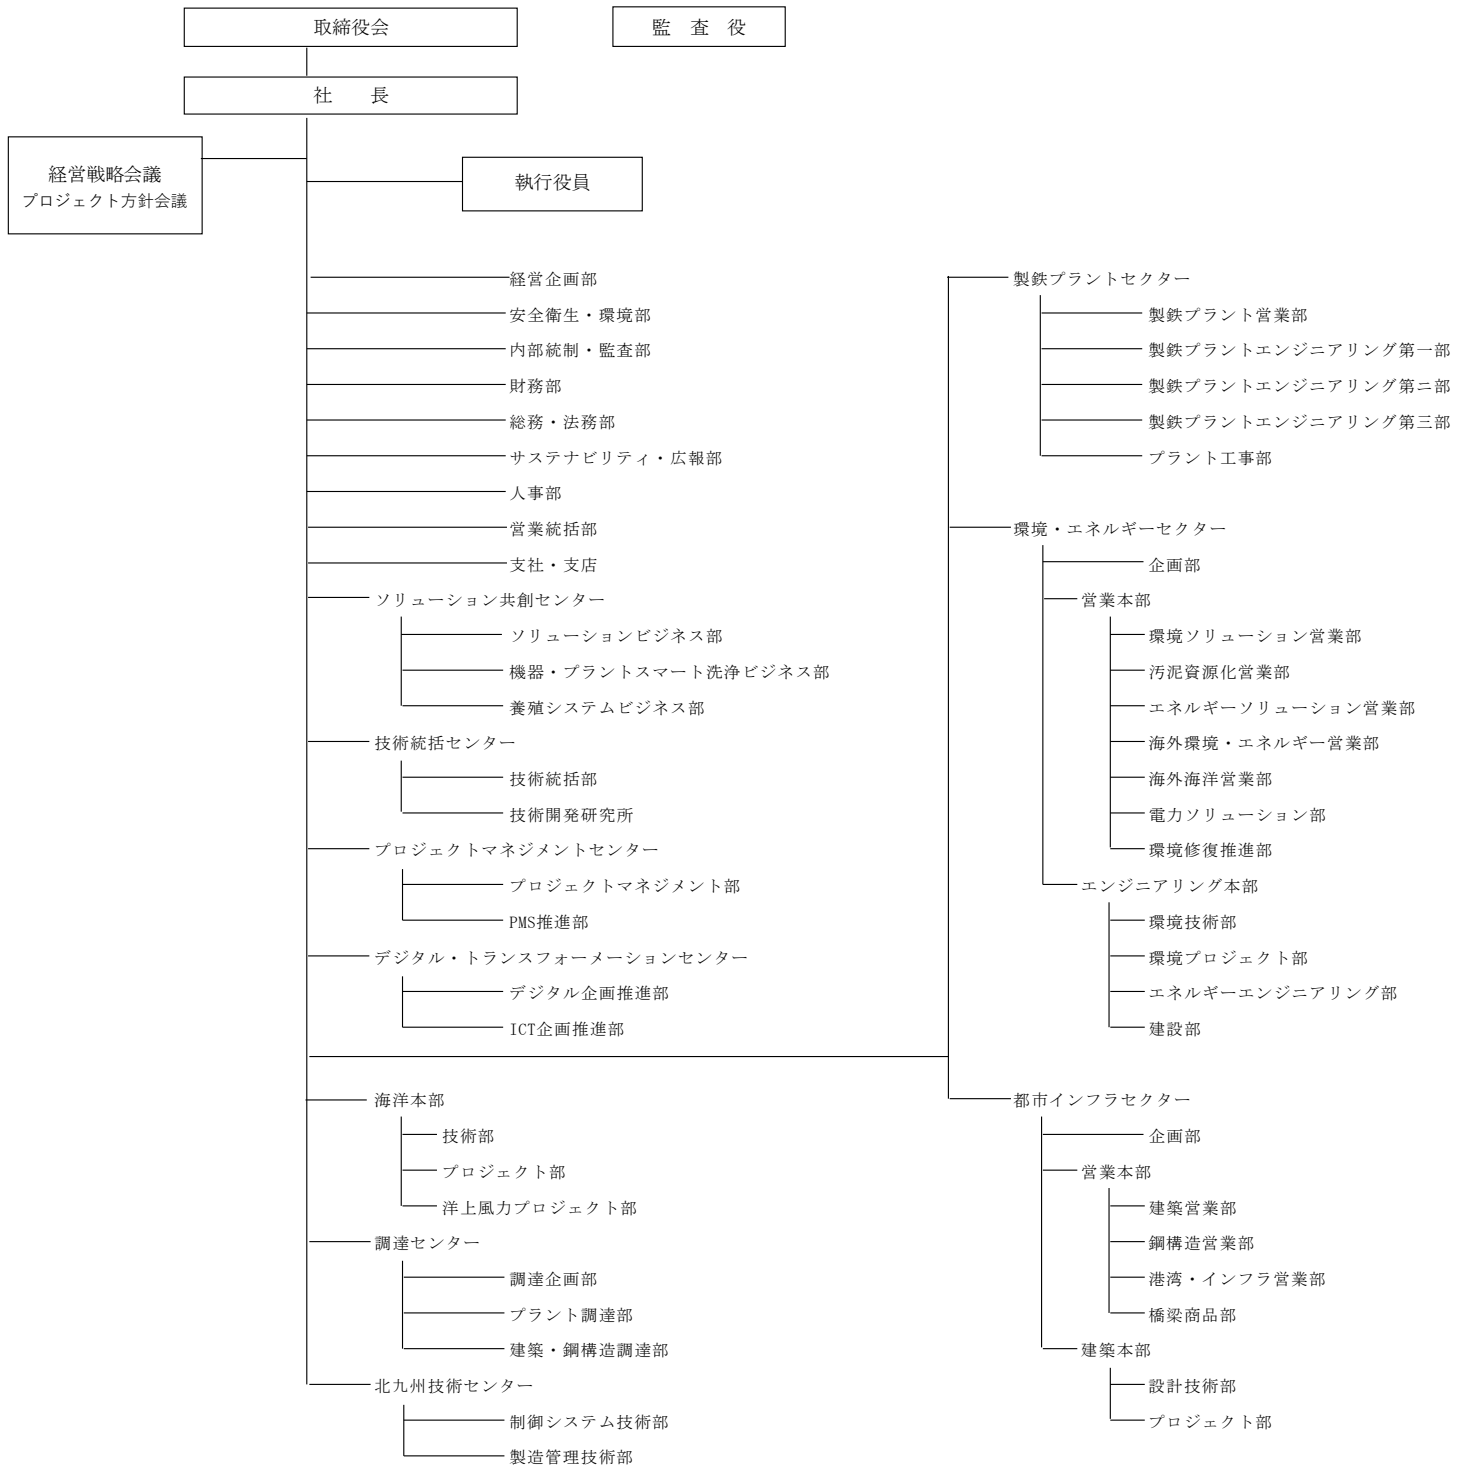 取締役会
監　査　役
社　　長
経営戦略会議
プロジェクト方針会議
執行役員
経営企画部
安全衛生・環境部
内部統制・監査部
財務部
総務・法務部
サステナビリティ・広報部
人事部
営業統括部
支社・支店
ソリューション共創センター
ソリューションビジネス部
機器・プラントスマート洗浄ビジネス部
養殖システムビジネス部
技術統括センター
技術統括部
技術開発研究所
プロジェクトマネジメントセンター
プロジェクトマネジメント部
PMS推進部
デジタル・トランスフォーメーションセンター
デジタル企画推進部
ICT企画推進部
海洋本部
技術部
プロジェクト部
洋上風力プロジェクト部
調達センター
調達企画部
プラント調達部
建築・鋼構造調達部
北九州技術センター
制御システム技術部
製造管理技術部
製鉄プラントセクター
製鉄プラント営業部
製鉄プラントエンジニアリング第一部
製鉄プラントエンジニアリング第二部
製鉄プラントエンジニアリング第三部
プラント工事部
環境・エネルギーセクター
企画部
営業本部
環境ソリューション営業部
汚泥資源化営業部
エネルギーソリューション営業部
海外環境・エネルギー営業部
海外海洋営業部
電力ソリューション部
環境修復推進部
エンジニアリング本部
環境技術部
環境プロジェクト部
エネルギーエンジニアリング部
建設部
都市インフラセクター
企画部
営業本部
建築営業部
鋼構造営業部
港湾・インフラ営業部
橋梁商品部
建築本部
設計技術部
プロジェクト部